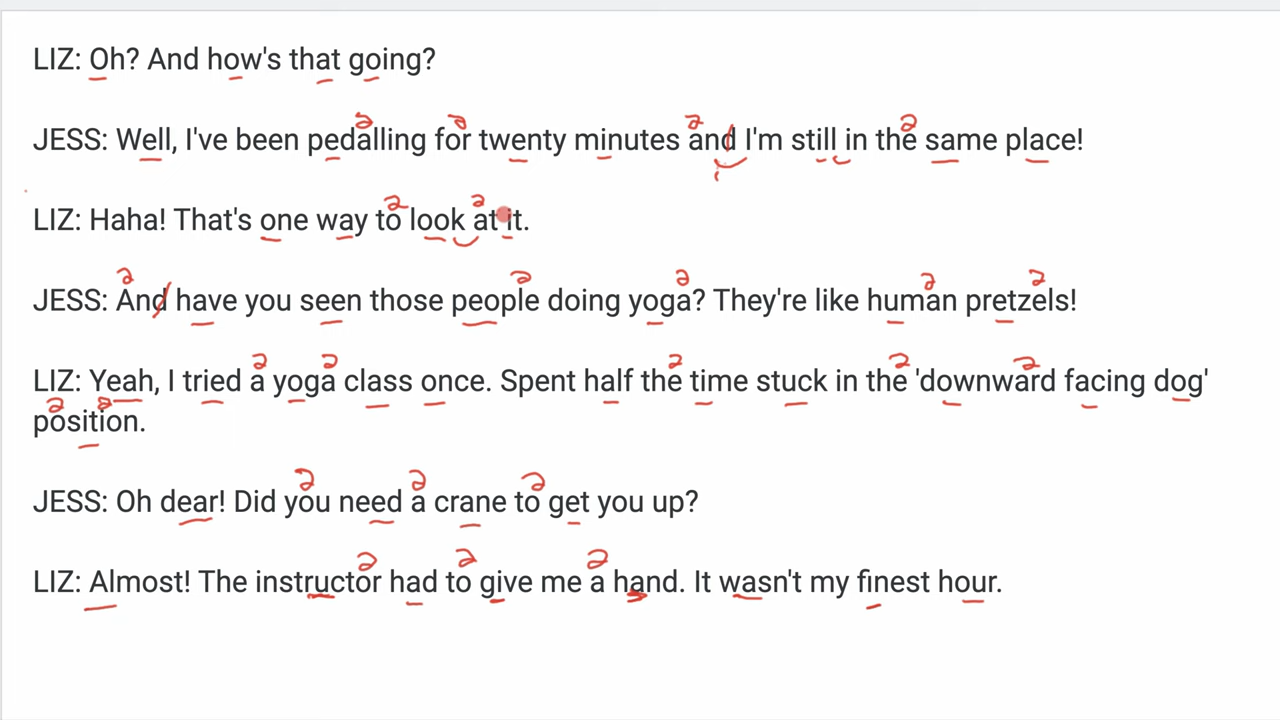 LIZ: Oh? And how's that going?
JESS: Well, I've been pedalling for twenty minutes and I'm still in the same place!
LIZ: Haha! That's one way to look at it.
JESS: And have you seen those people doing yoga? They're like human pretzels!
LIZ: Yeah, I tried a yoga class once. Spent half the time stuck in the 'downward facing dog'
position.
JESS: Oh dear! Did you need a crane to get you up?
LIZ: Almost! The instructor had to give me a hand. It wasn't my finest hour.